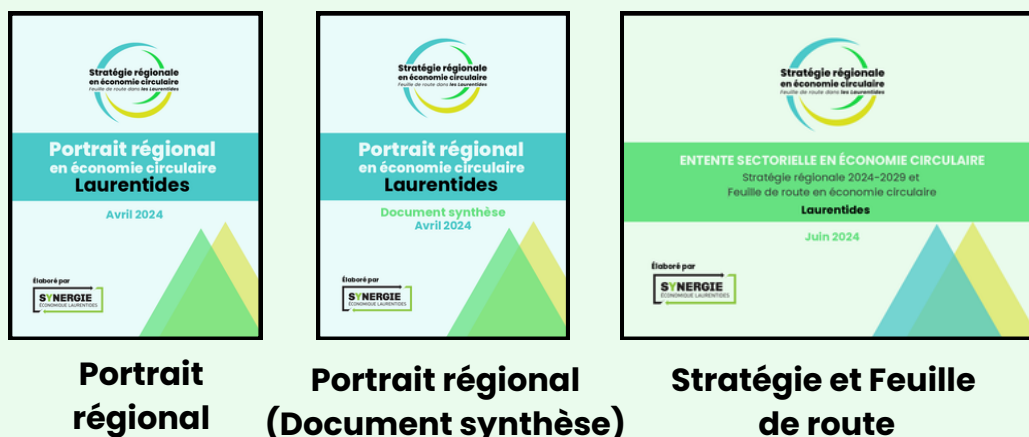 Stratégie régionale
en économie circulaire
Feuille de route dans les Laurentides
Portrait régional
en économie circulaire
Laurentides
Avril 2024
Élaboré par
SYNERGIE
ÉCONOMIQUE LAURENTIDES
Portrait
régional
Stratégie régionale
en économie circulaire
Feuille de route dans les Laurentides
Portrait régional
en économie circulaire
Laurentides
Document synthèse
Avril 2024
Élaboré par
SYNERGIE
ÉCONOMIQUE LAURENTIDES
Portrait régional
(Document synthèse)
Stratégie régionale
en économie circulaire
Feuille de route dans les Laurentides
ENTENTE SECTORIELLE EN ÉCONOMIE CIRCULAIRE
Stratégie régionale 2024-2029 et
Feuille de route en économie circulaire
Laurentides
Juin 2024
Élaboré par
SYNERGIE
ÉCONOMIQUE LAURENTIDES
Stratégie et Feuille
de route